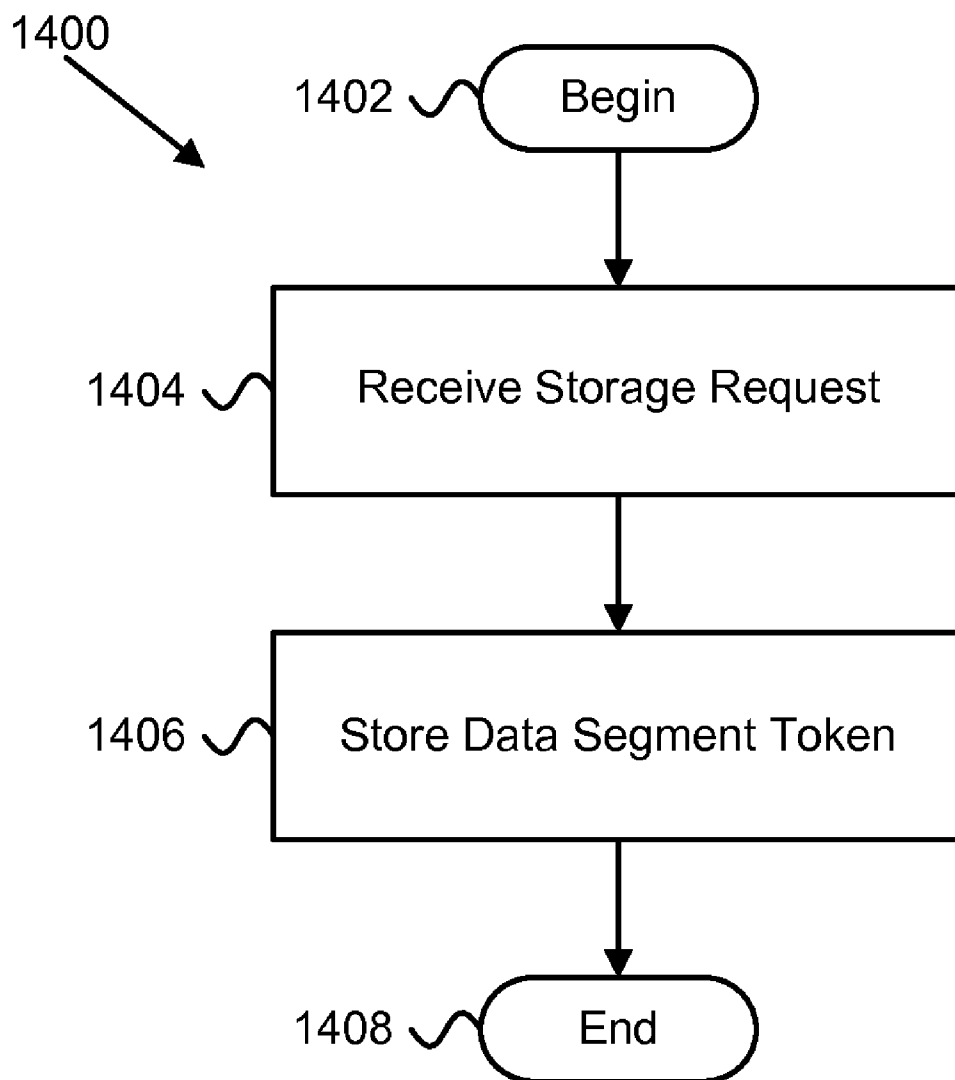 1400
1402
Begin
1404
Receive Storage Request
1406
Store Data Segment Token
1408
End